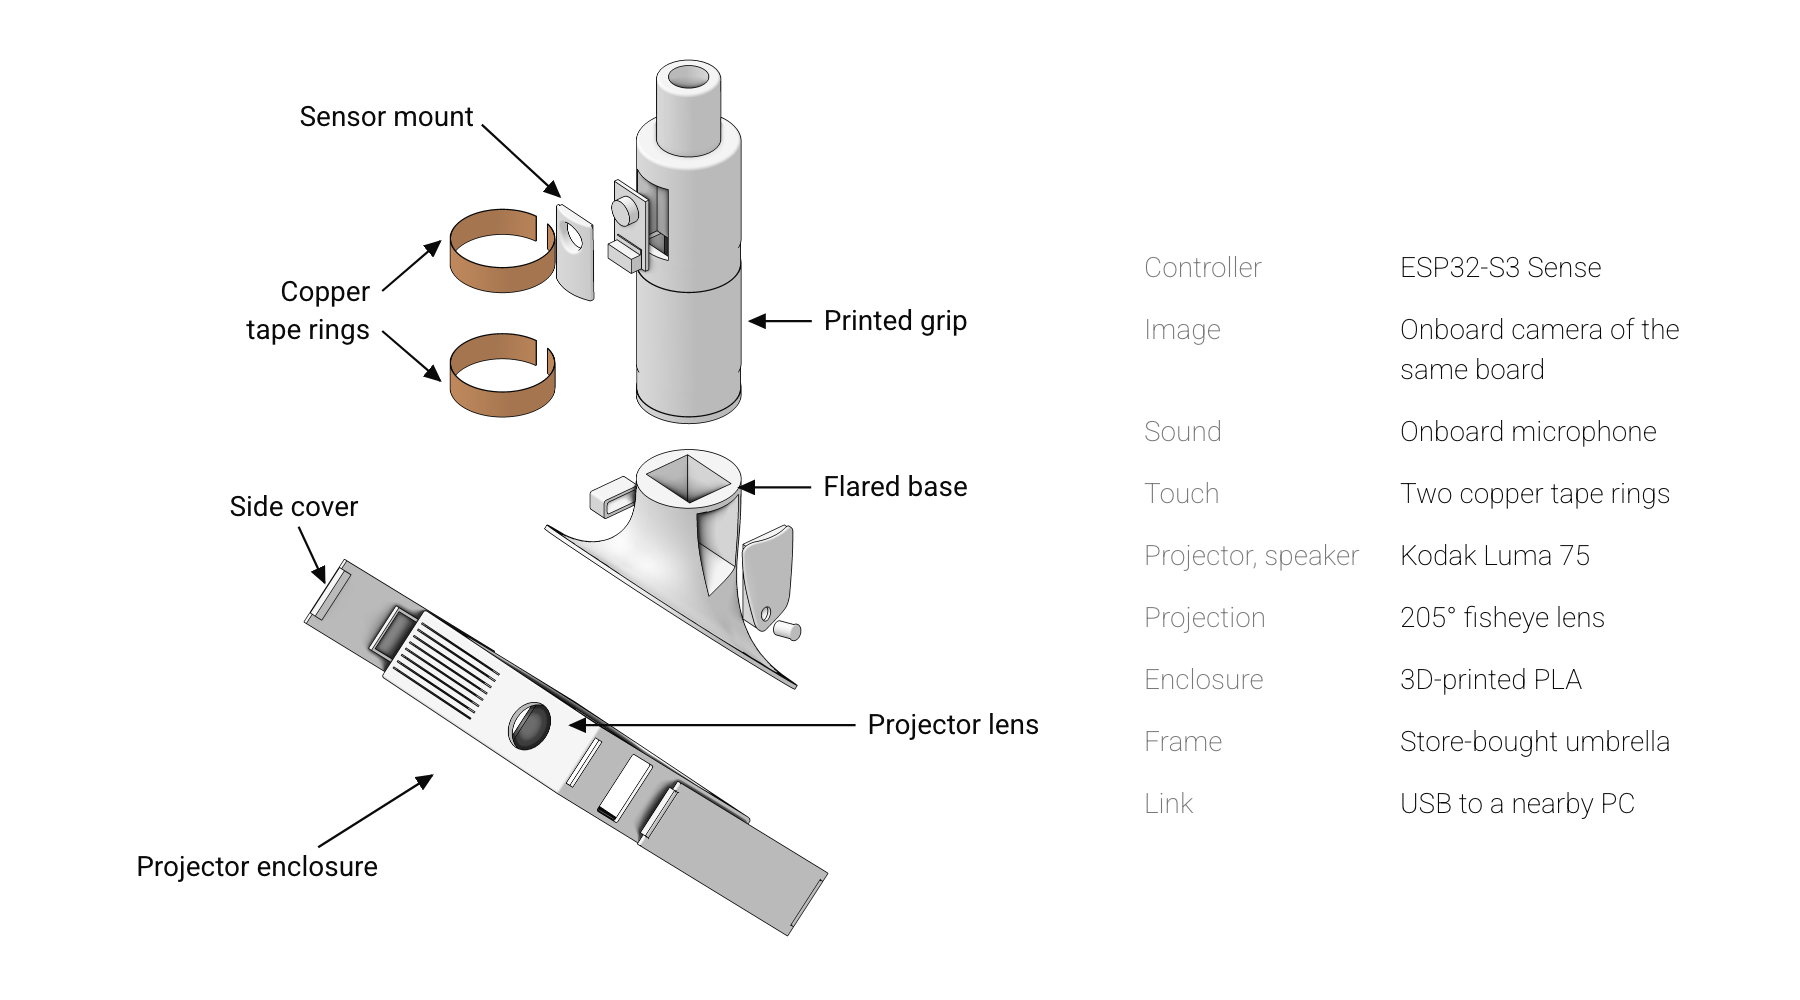 Sensor mount
Copper
tape rings
Printed grip
Flared base
Side cover
Projector lens
Projector enclosure
Controller ESP32-S3 Sense
Image Onboard camera of the
same board
Sound Onboard microphone
Touch Two copper tape rings
Projector, speaker Kodak Luma 75
Projection 205° fisheye lens
Enclosure 3D-printed PLA
Frame Store-bought umbrella
Link USB to a nearby PC